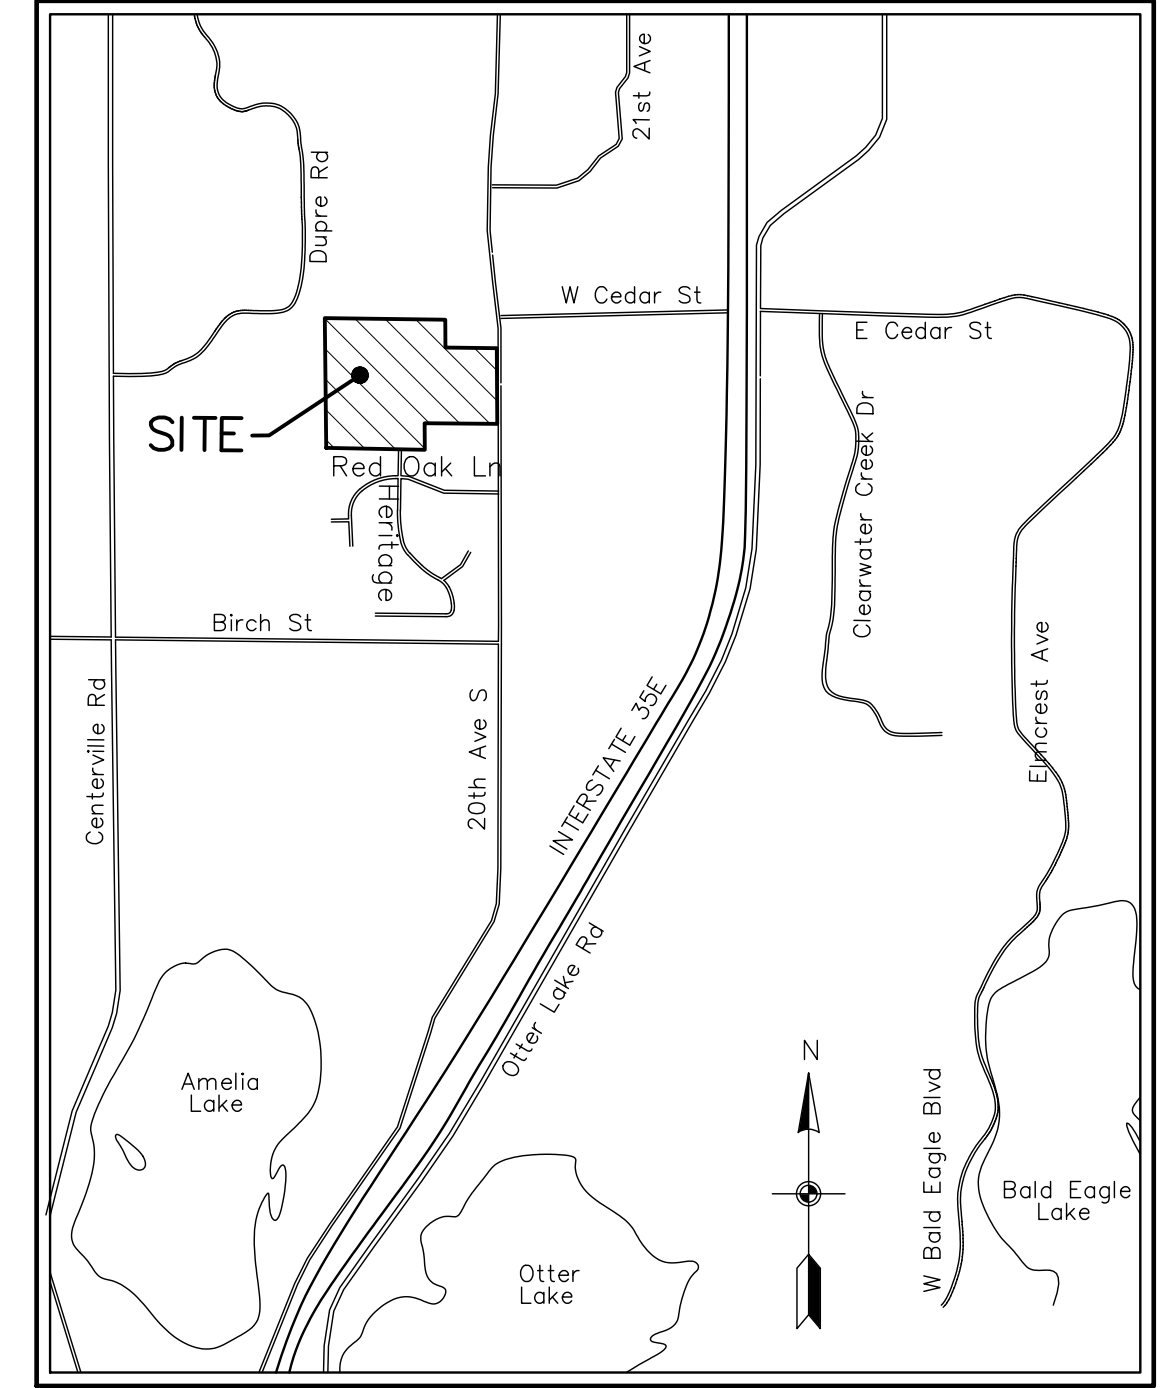 21st Ave
Dupre Rd
W Cedar St
E Cedar St
SITE
Clearwater Creek Dr
Red Oak Ln
Heritage
Birch St
Elmcrest Ave
Centerville Rd
20th Ave S
INTERSTATE 35E
Otter Lake Rd
N
Amelia
Lake
W Bald Eagle Blvd
Bald Eagle
Lake
Otter
Lake